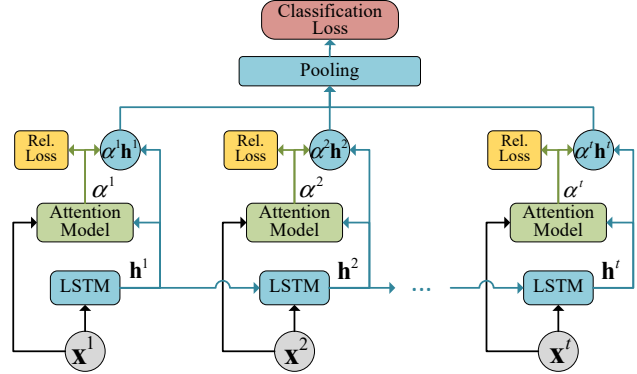 Classification
Loss
Pooling
Rel.
Loss
α¹h¹
Rel.
Loss
α²h²
Rel.
Loss
αᵗhᵗ
α¹
α²
αᵗ
Attention
Model
Attention
Model
Attention
Model
h¹
h²
hᵗ
LSTM
LSTM
...
LSTM
x¹
x²
xᵗ